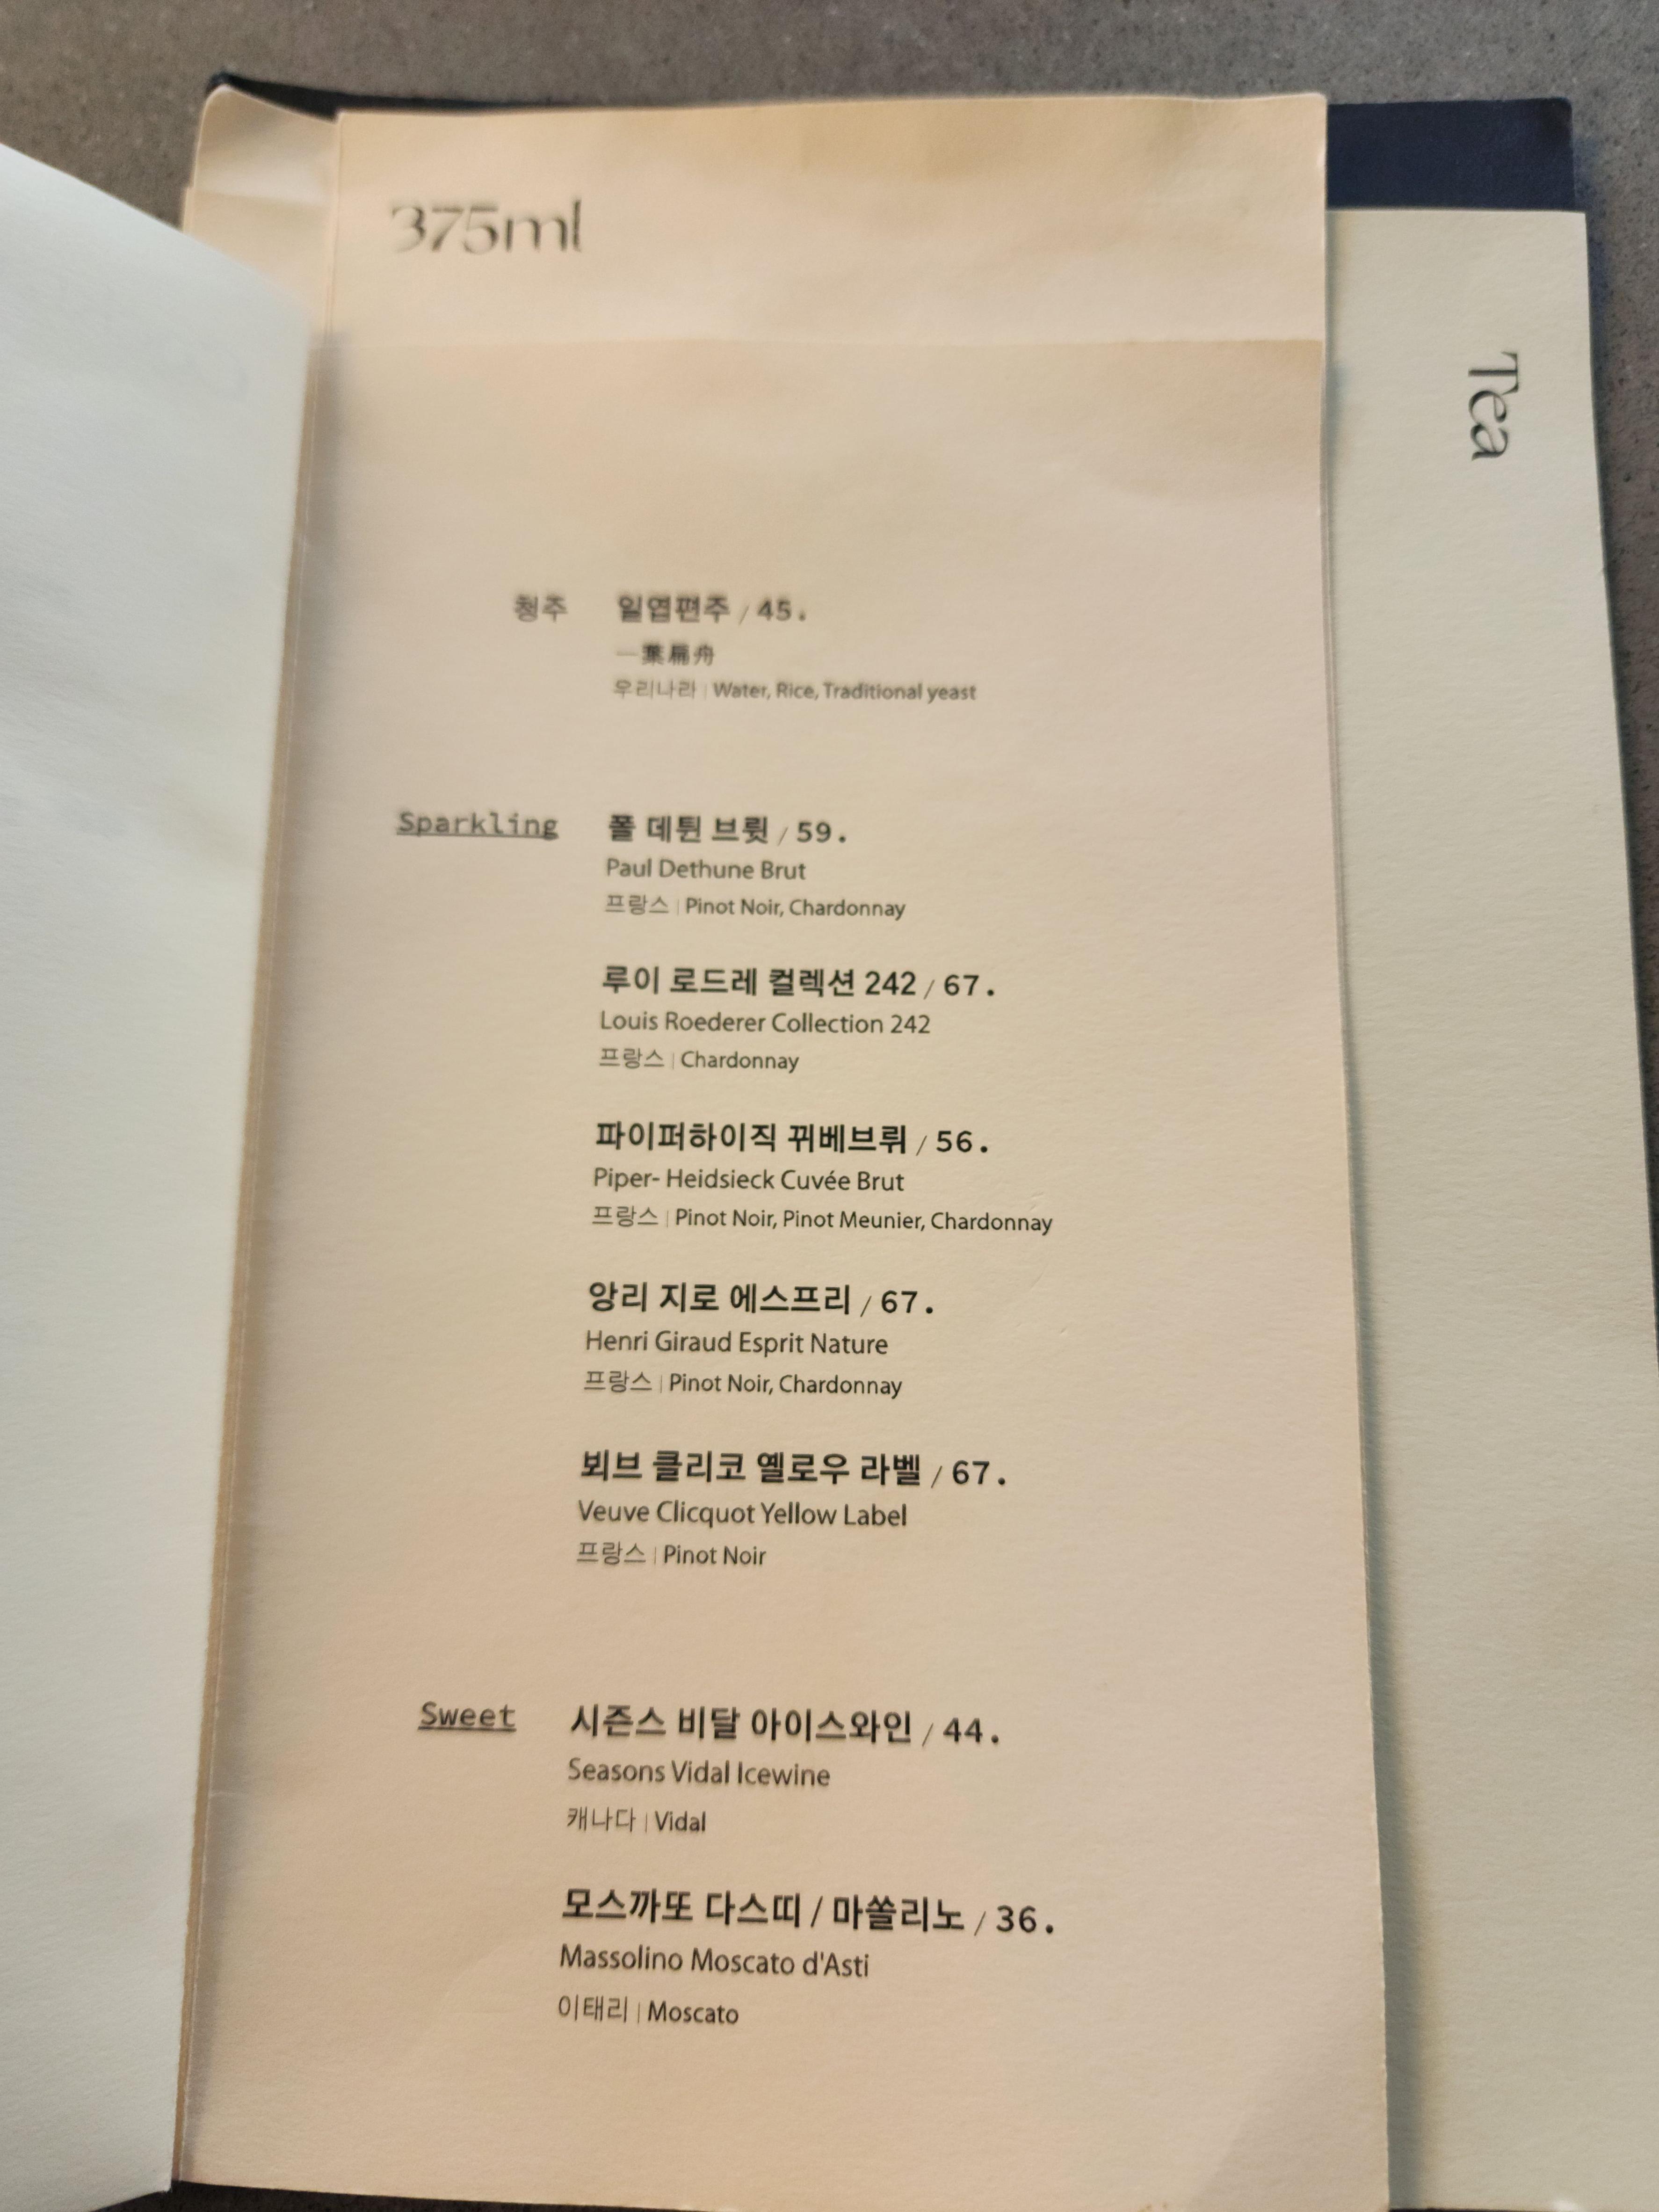 375ml
Tea
청주 일엽편주 / 45.
一葉扁舟
우리나라 | Water, Rice, Traditional yeast
Sparkling 폴 데뛴 브륏 / 59.
Paul Dethune Brut
프랑스 | Pinot Noir, Chardonnay
루이 로드레 컬렉션 242 / 67.
Louis Roederer Collection 242
프랑스 | Chardonnay
파이퍼하이직 뀌베브뤼 / 56.
Piper- Heidsieck Cuvée Brut
프랑스 | Pinot Noir, Pinot Meunier, Chardonnay
앙리 지로 에스프리 / 67.
Henri Giraud Esprit Nature
프랑스 | Pinot Noir, Chardonnay
뵈브 클리코 옐로우 라벨 / 67.
Veuve Clicquot Yellow Label
프랑스 | Pinot Noir
Sweet 시즌스 비달 아이스와인 / 44.
Seasons Vidal Icewine
캐나다 | Vidal
모스까또 다스띠 / 마쏠리노 / 36.
Massolino Moscato d'Asti
이태리 | Moscato